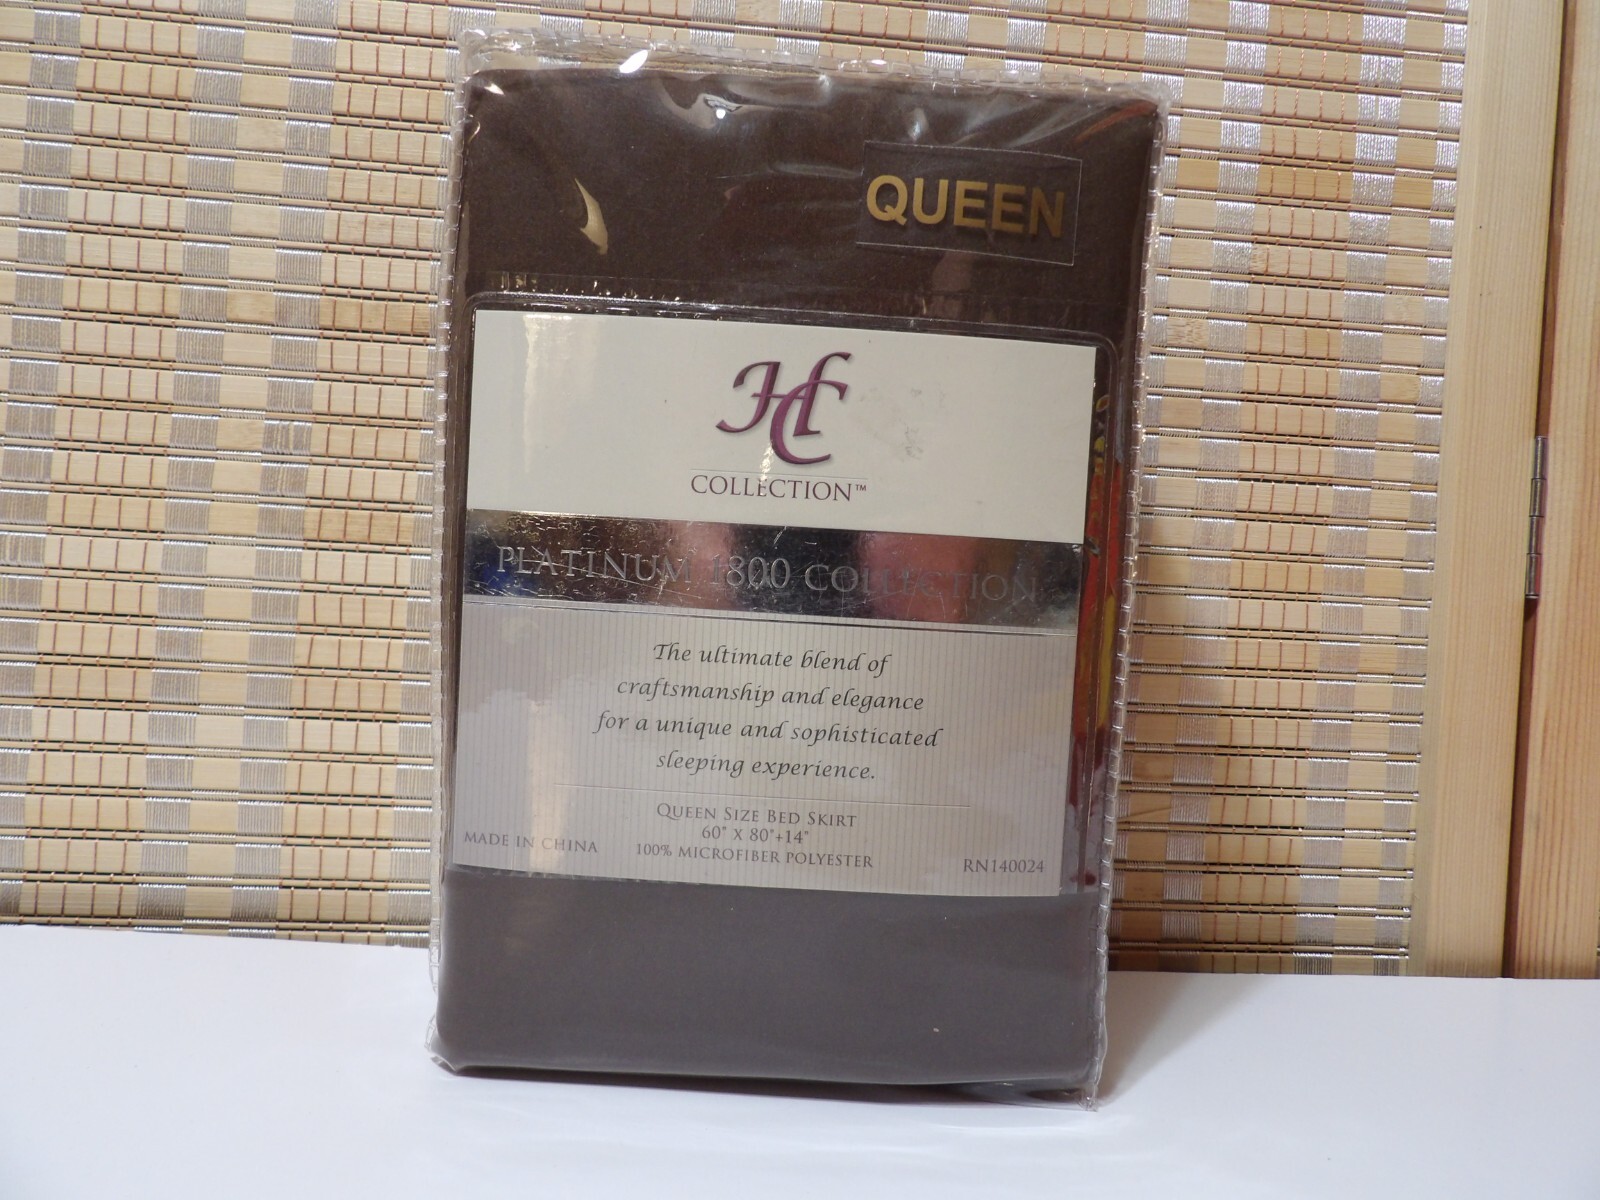 QUEEN
HC
COLLECTION™
PLATINUM 1800 COLLECTION
The ultimate blend of
craftsmanship and elegance
for a unique and sophisticated
sleeping experience.
QUEEN SIZE BED SKIRT
60" X 80"+14"
MADE IN CHINA
100% MICROFIBER POLYESTER
RN140024